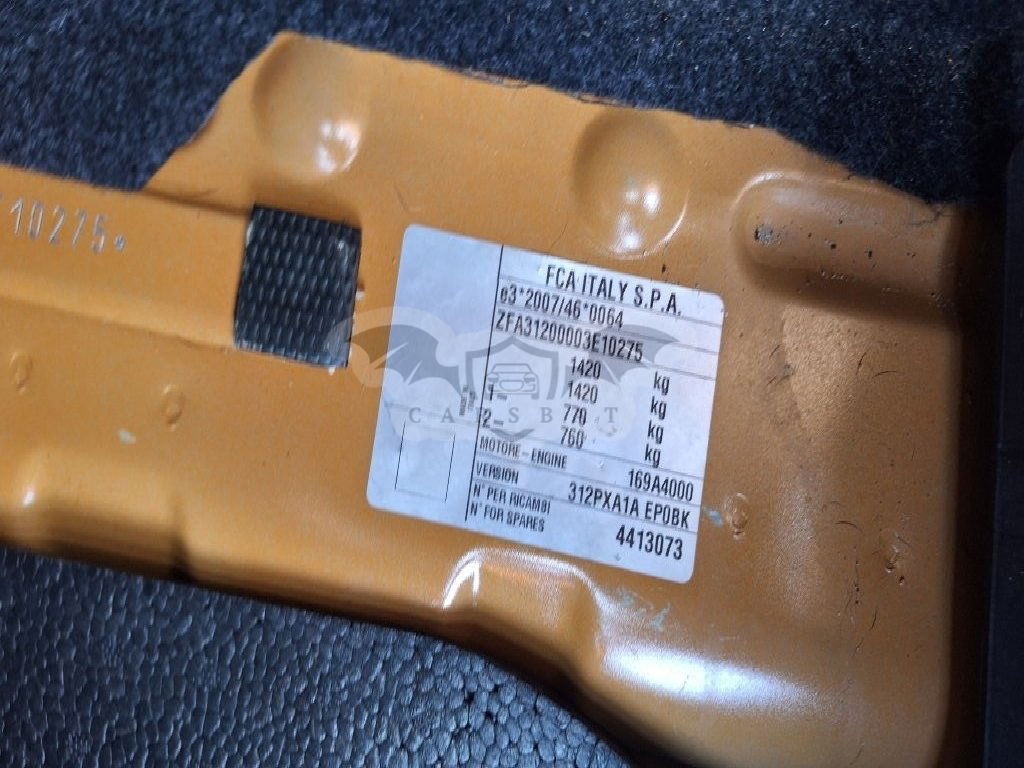 10275*
FCA ITALY S.P.A.
e3*2007/46*0064
ZFA31200003E10275
1420 kg
1420 kg
1- 770 kg
2- 760 kg
MOTORE-ENGINE 169A4000
VERSION 312PXA1A EP0BK
N° PER RICAMBI
N° FOR SPARES 4413073
CARSBAT